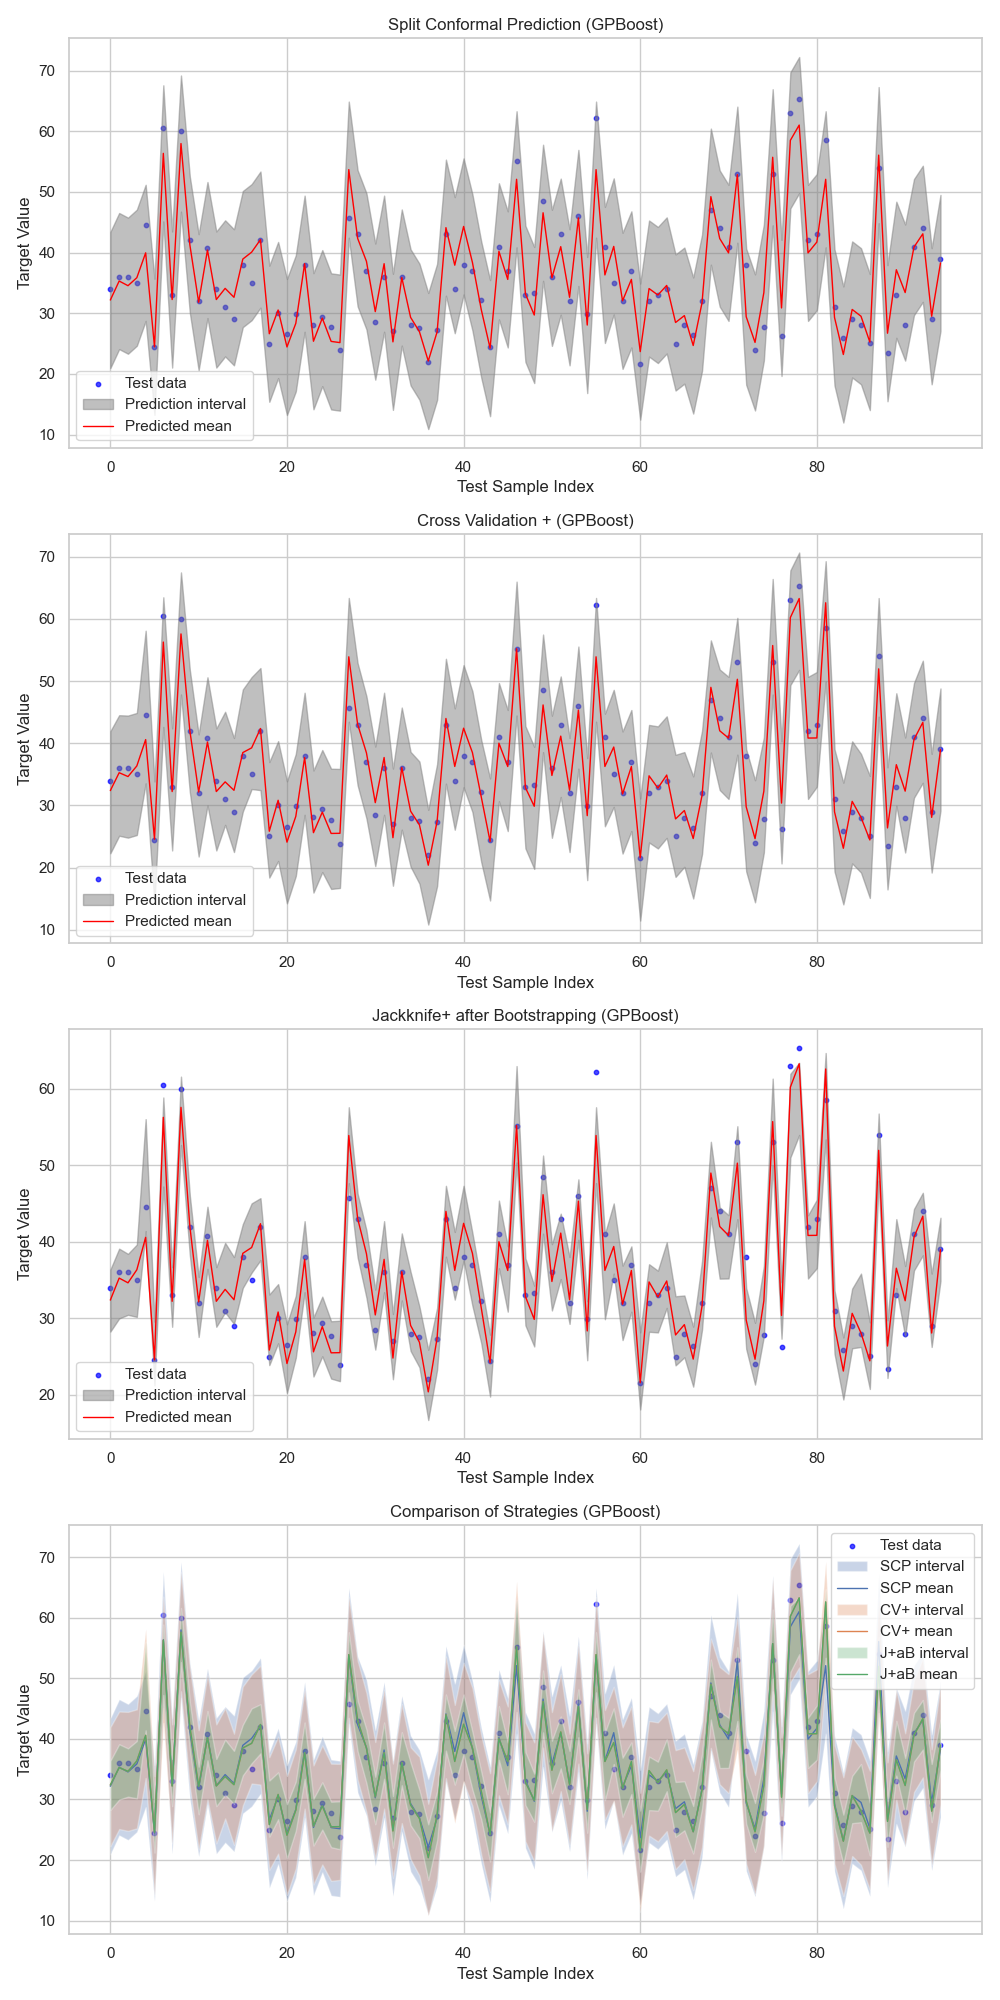 Split Conformal Prediction (GPBoost)
70
60
50
40
30
20
10
Target Value
Test data
Prediction interval
Predicted mean
0 20 40 60 80
Test Sample Index
Cross Validation + (GPBoost)
70
60
50
40
30
20
10
Target Value
Test data
Prediction interval
Predicted mean
0 20 40 60 80
Test Sample Index
Jackknife+ after Bootstrapping (GPBoost)
60
50
40
30
20
Target Value
Test data
Prediction interval
Predicted mean
0 20 40 60 80
Test Sample Index
Comparison of Strategies (GPBoost)
70
60
50
40
30
20
10
Target Value
Test data
SCP interval
SCP mean
CV+ interval
CV+ mean
J+aB interval
J+aB mean
0 20 40 60 80
Test Sample Index